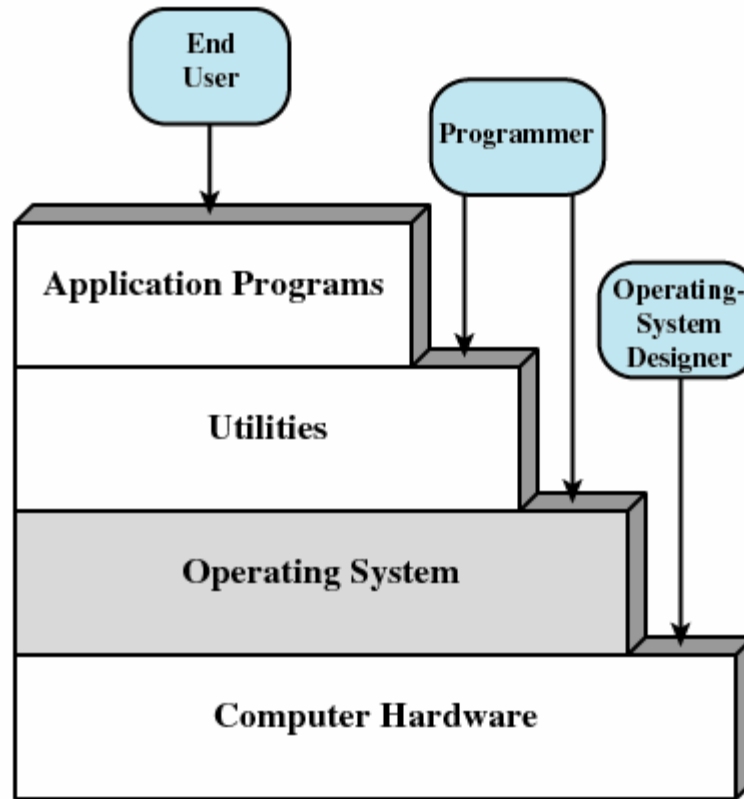 End
User
Programmer
Application Programs
Operating-
System
Designer
Utilities
Operating System
Computer Hardware